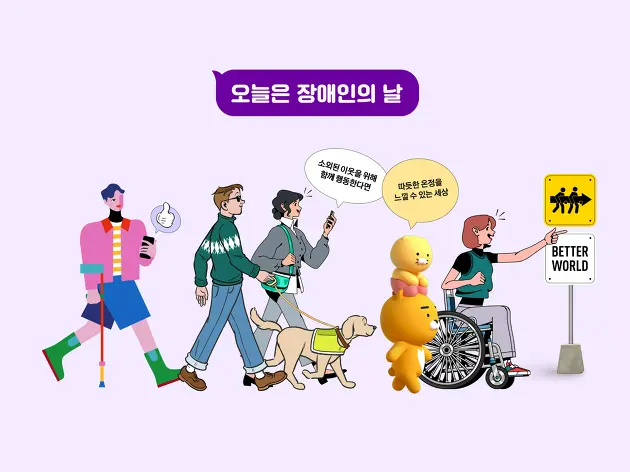 오늘은 장애인의 날
소외된 이웃을 위해
함께 행동한다면
따듯한 온정을
느낄 수 있는 세상
BETTER
WORLD